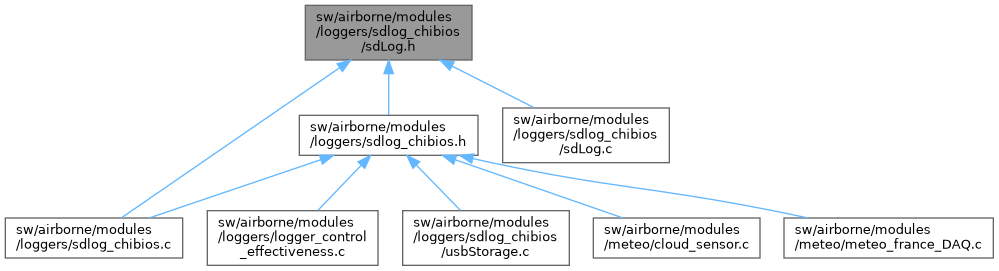 sw/airborne/modules
/loggers/sdlog_chibios
/sdLog.h
sw/airborne/modules
/loggers/sdlog_chibios.h
sw/airborne/modules
/loggers/sdlog_chibios
/sdLog.c
sw/airborne/modules
/loggers/sdlog_chibios.c
sw/airborne/modules
/loggers/logger_control
_effectiveness.c
sw/airborne/modules
/loggers/sdlog_chibios
/usbStorage.c
sw/airborne/modules
/meteo/cloud_sensor.c
sw/airborne/modules
/meteo/meteo_france_DAQ.c